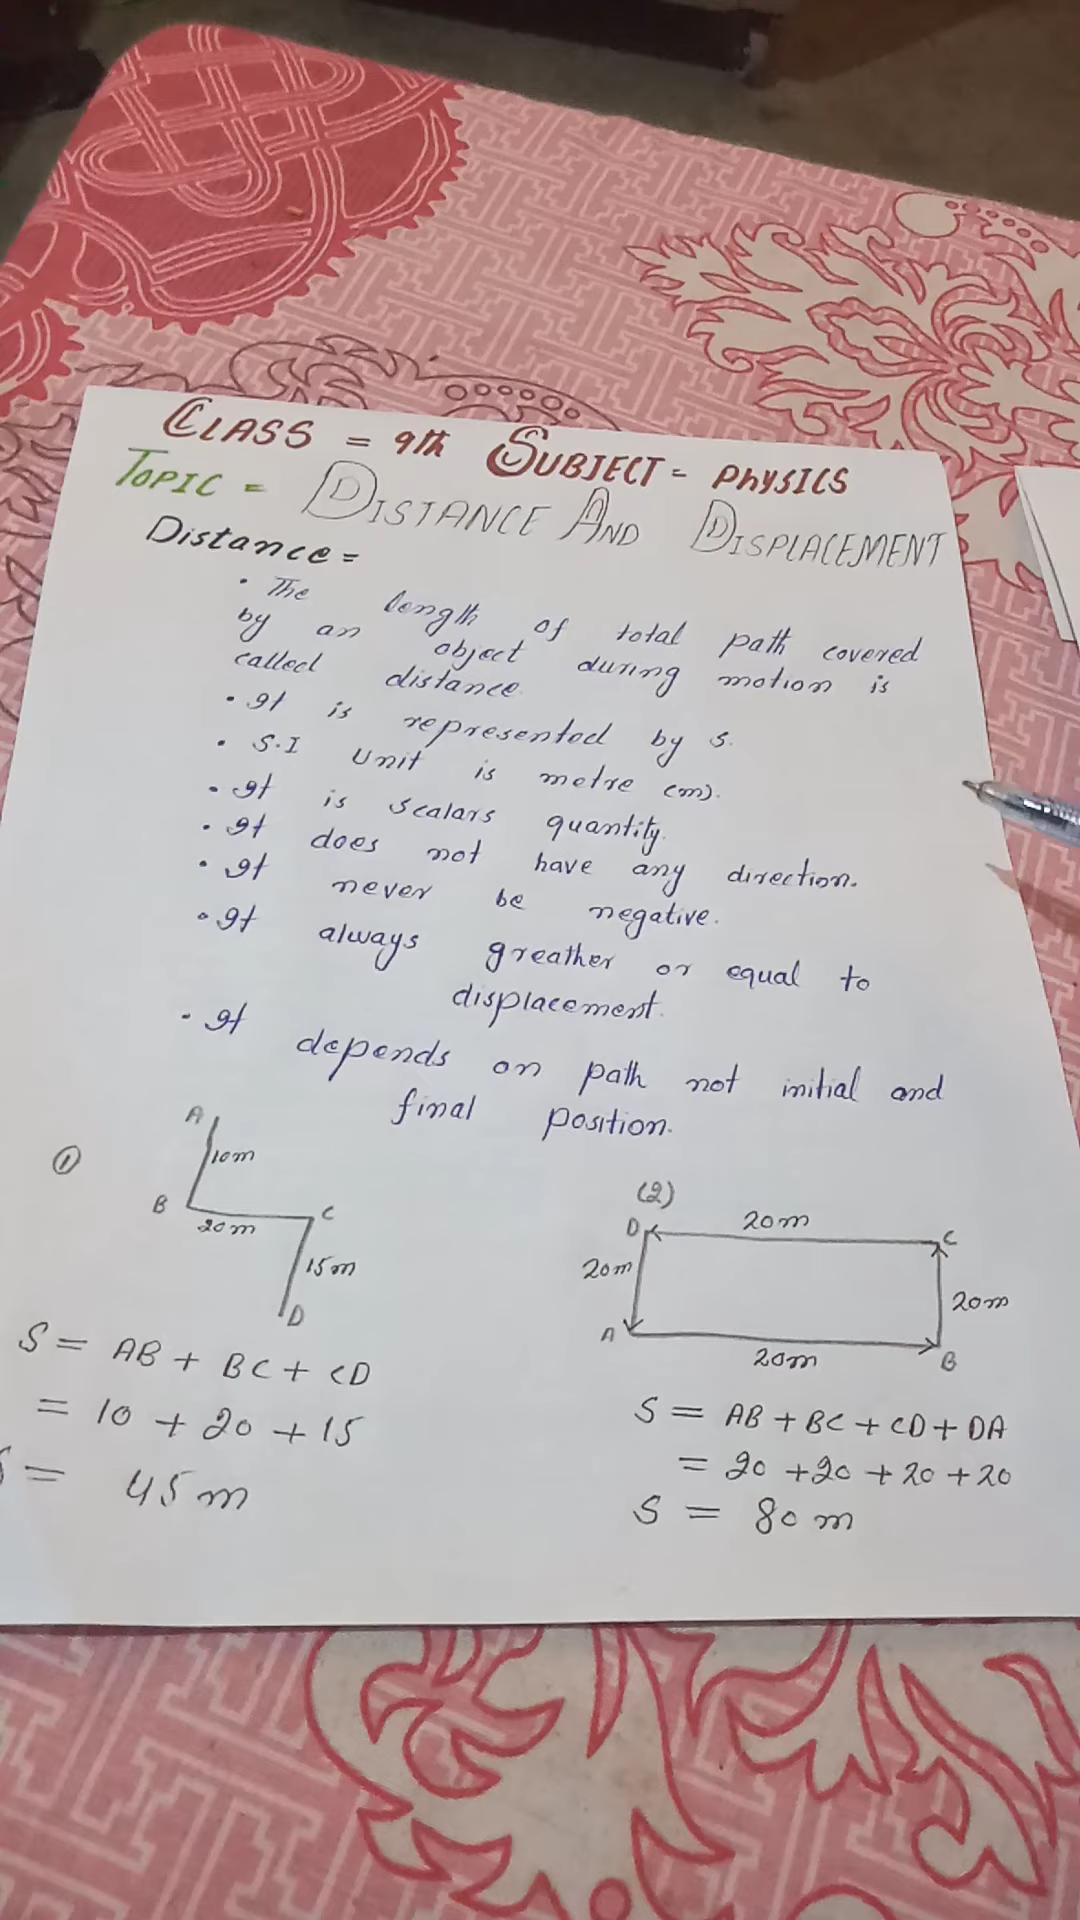 CLASS = 9th SUBJECT = PHYSICS
TOPIC = DISTANCE AND DISPLACEMENT
Distance =
• The length of total path covered
by an object during motion is
called distance.
• It is represented by s.
• S.I Unit is metre (m).
• It is scalars quantity.
• It does not have any direction.
• It never be negative.
• It always greather or equal to
displacement.
• It depends on path not initial and
final position.
①
A
10m
B
20m
C
15m
D
S = AB + BC + CD
= 10 + 20 + 15
S = 45 m
(2)
D
20m
C
20m
20m
A
20m
B
S = AB + BC + CD + DA
= 20 + 20 + 20 + 20
S = 80 m